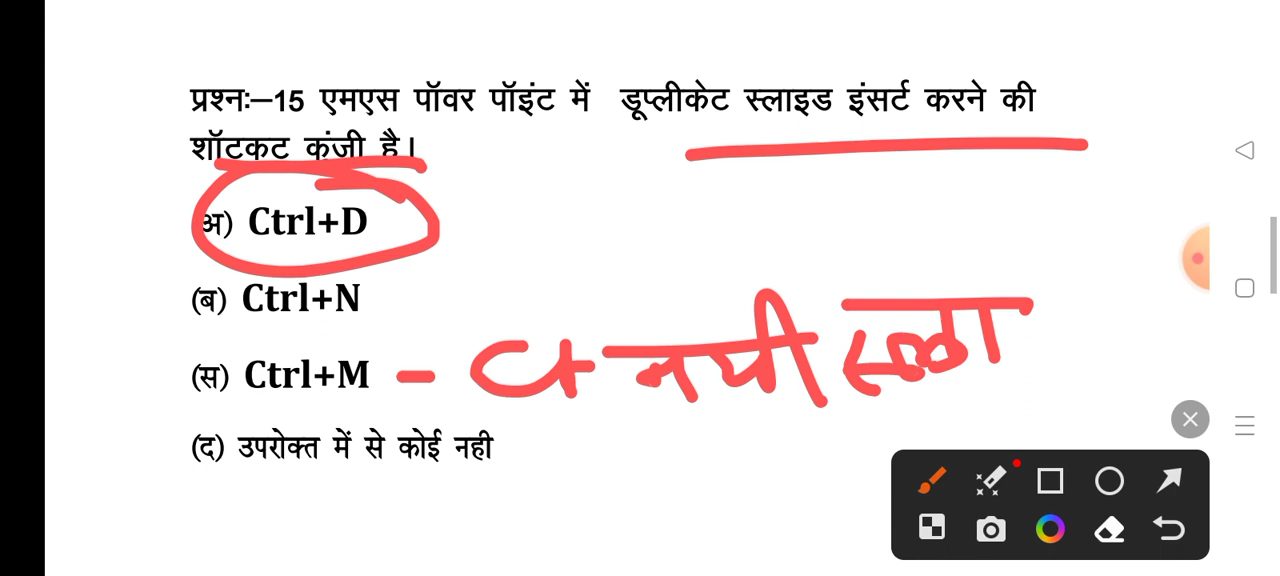 प्रश्नः–15 एमएस पॉवर पॉइंट में डूप्लीकेट स्लाइड इंसर्ट करने की
शॉटकट कुंजी है।
अ) Ctrl+D
(ब) Ctrl+N
(स) Ctrl+M – नयी स्ला
(द) उपरोक्त में से कोई नही